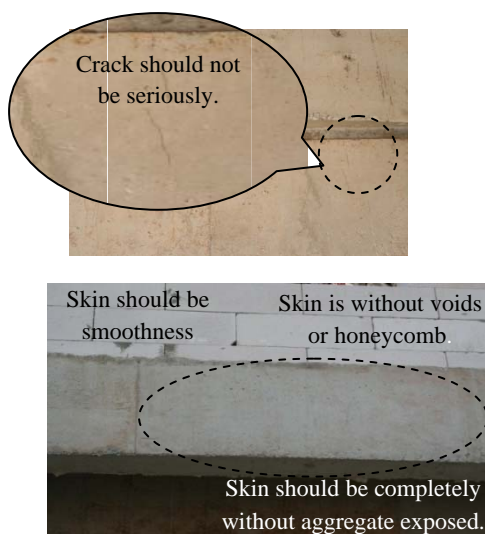 Crack should not
be seriously.
Skin should be
smoothness
Skin is without voids
or honeycomb.
Skin should be completely
without aggregate exposed.